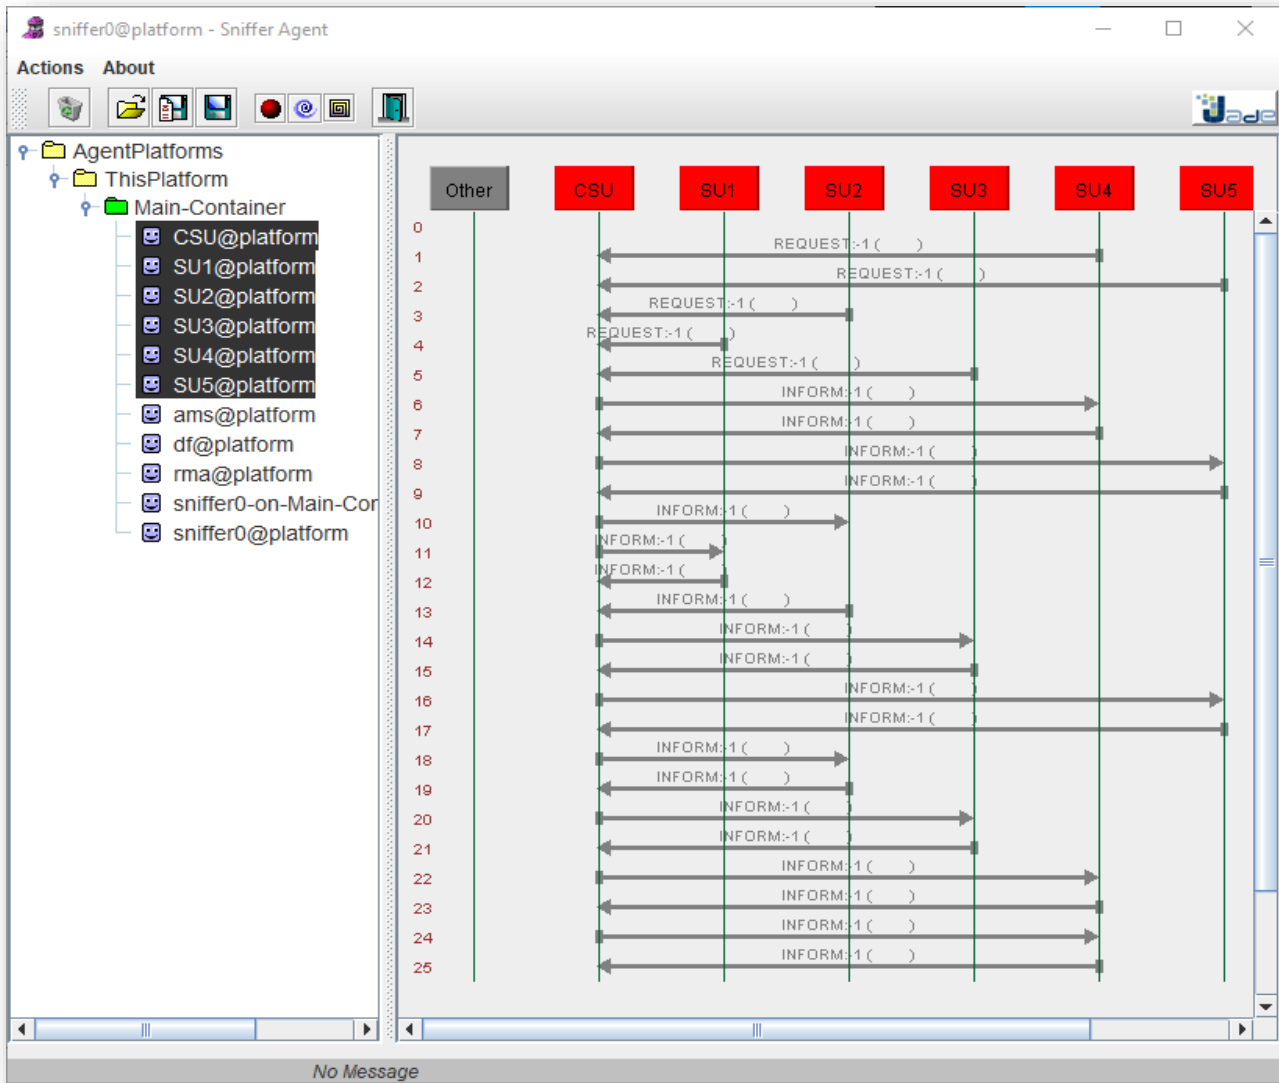 sniffer0@platform - Sniffer Agent
Actions About
Jade
AgentPlatforms
ThisPlatform
Main-Container
CSU@platform
SU1@platform
SU2@platform
SU3@platform
SU4@platform
SU5@platform
ams@platform
df@platform
rma@platform
sniffer0-on-Main-Cor
sniffer0@platform
Other CSU SU1 SU2 SU3 SU4 SU5
0
REQUEST:-1 ( )
1
REQUEST:-1 ( )
2
REQUEST:-1 ( )
3
REQUEST:-1 ( )
4
REQUEST:-1 ( )
5
INFORM:-1 ( )
6
INFORM:-1 ( )
7
INFORM:-1 ( )
8
INFORM:-1 ( )
9
INFORM:-1 ( )
10
INFORM:-1 ( )
11
INFORM:-1 ( )
12
INFORM:-1 ( )
13
INFORM:-1 ( )
14
INFORM:-1 ( )
15
INFORM:-1 ( )
16
INFORM:-1 ( )
17
INFORM:-1 ( )
18
INFORM:-1 ( )
19
INFORM:-1 ( )
20
INFORM:-1 ( )
21
INFORM:-1 ( )
22
INFORM:-1 ( )
23
INFORM:-1 ( )
24
INFORM:-1 ( )
25
No Message